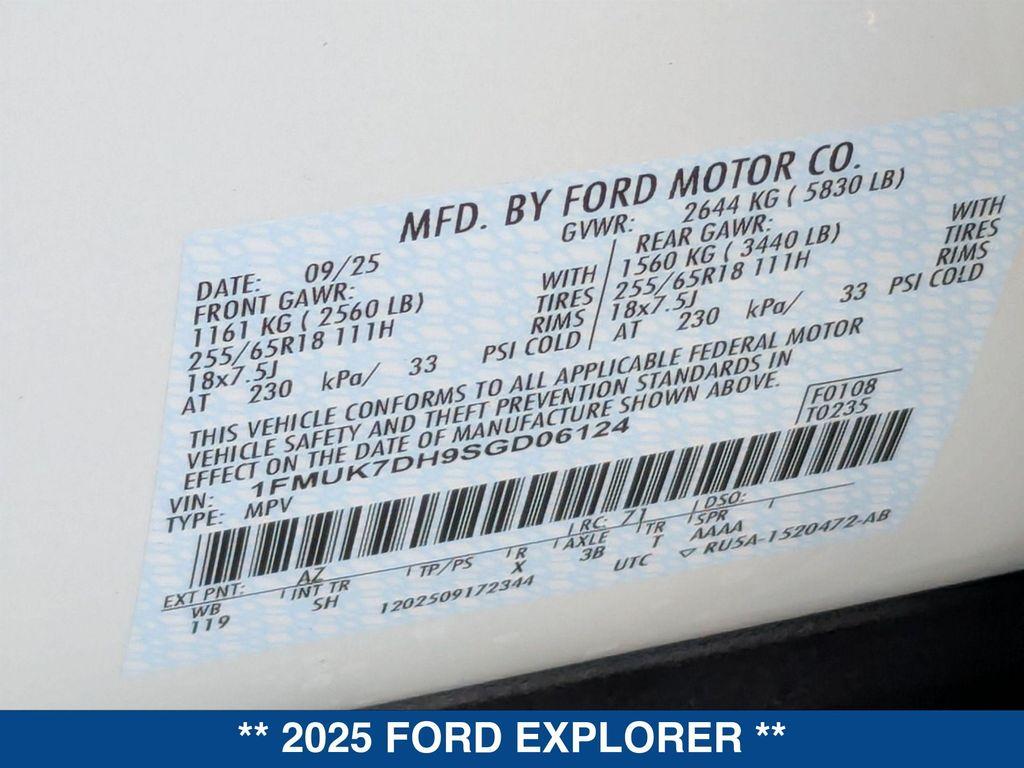 MFD. BY FORD MOTOR CO.
DATE: 09/25 GVWR: 2644 KG ( 5830 LB)
FRONT GAWR: REAR GAWR:
1161 KG ( 2560 LB) WITH 1560 KG ( 3440 LB) WITH
255/65R18 111H TIRES 255/65R18 111H TIRES
18x7.5J RIMS 18x7.5J RIMS
AT 230 kPa/ 33 PSI COLD AT 230 kPa/ 33 PSI COLD
THIS VEHICLE CONFORMS TO ALL APPLICABLE FEDERAL MOTOR
VEHICLE SAFETY AND THEFT PREVENTION STANDARDS IN
EFFECT ON THE DATE OF MANUFACTURE SHOWN ABOVE.
F0108
T0235
VIN: 1FMUK7DH9SGD06124
TYPE: MPV
EXT PNT: AZ RC: 71 DSO:
WB INT TR TP/PS R AXLE TR SPR
119 SH X 3B T AAAA
1202509172344 UTC ▽ RU5A-1520472-AB
** 2025 FORD EXPLORER **